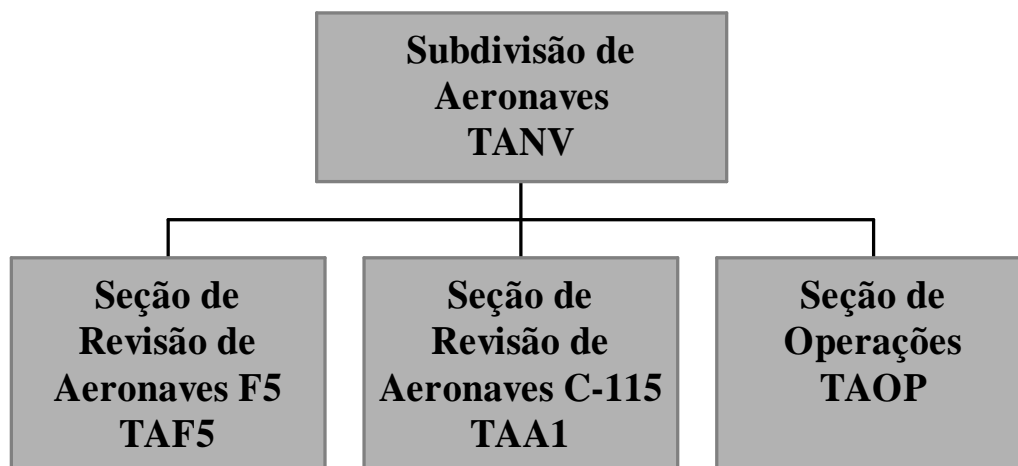 Subdivisão de
Aeronaves
TANV
Seção de
Revisão de
Aeronaves F5
TAF5
Seção de
Revisão de
Aeronaves C-115
TAA1
Seção de
Operações
TAOP